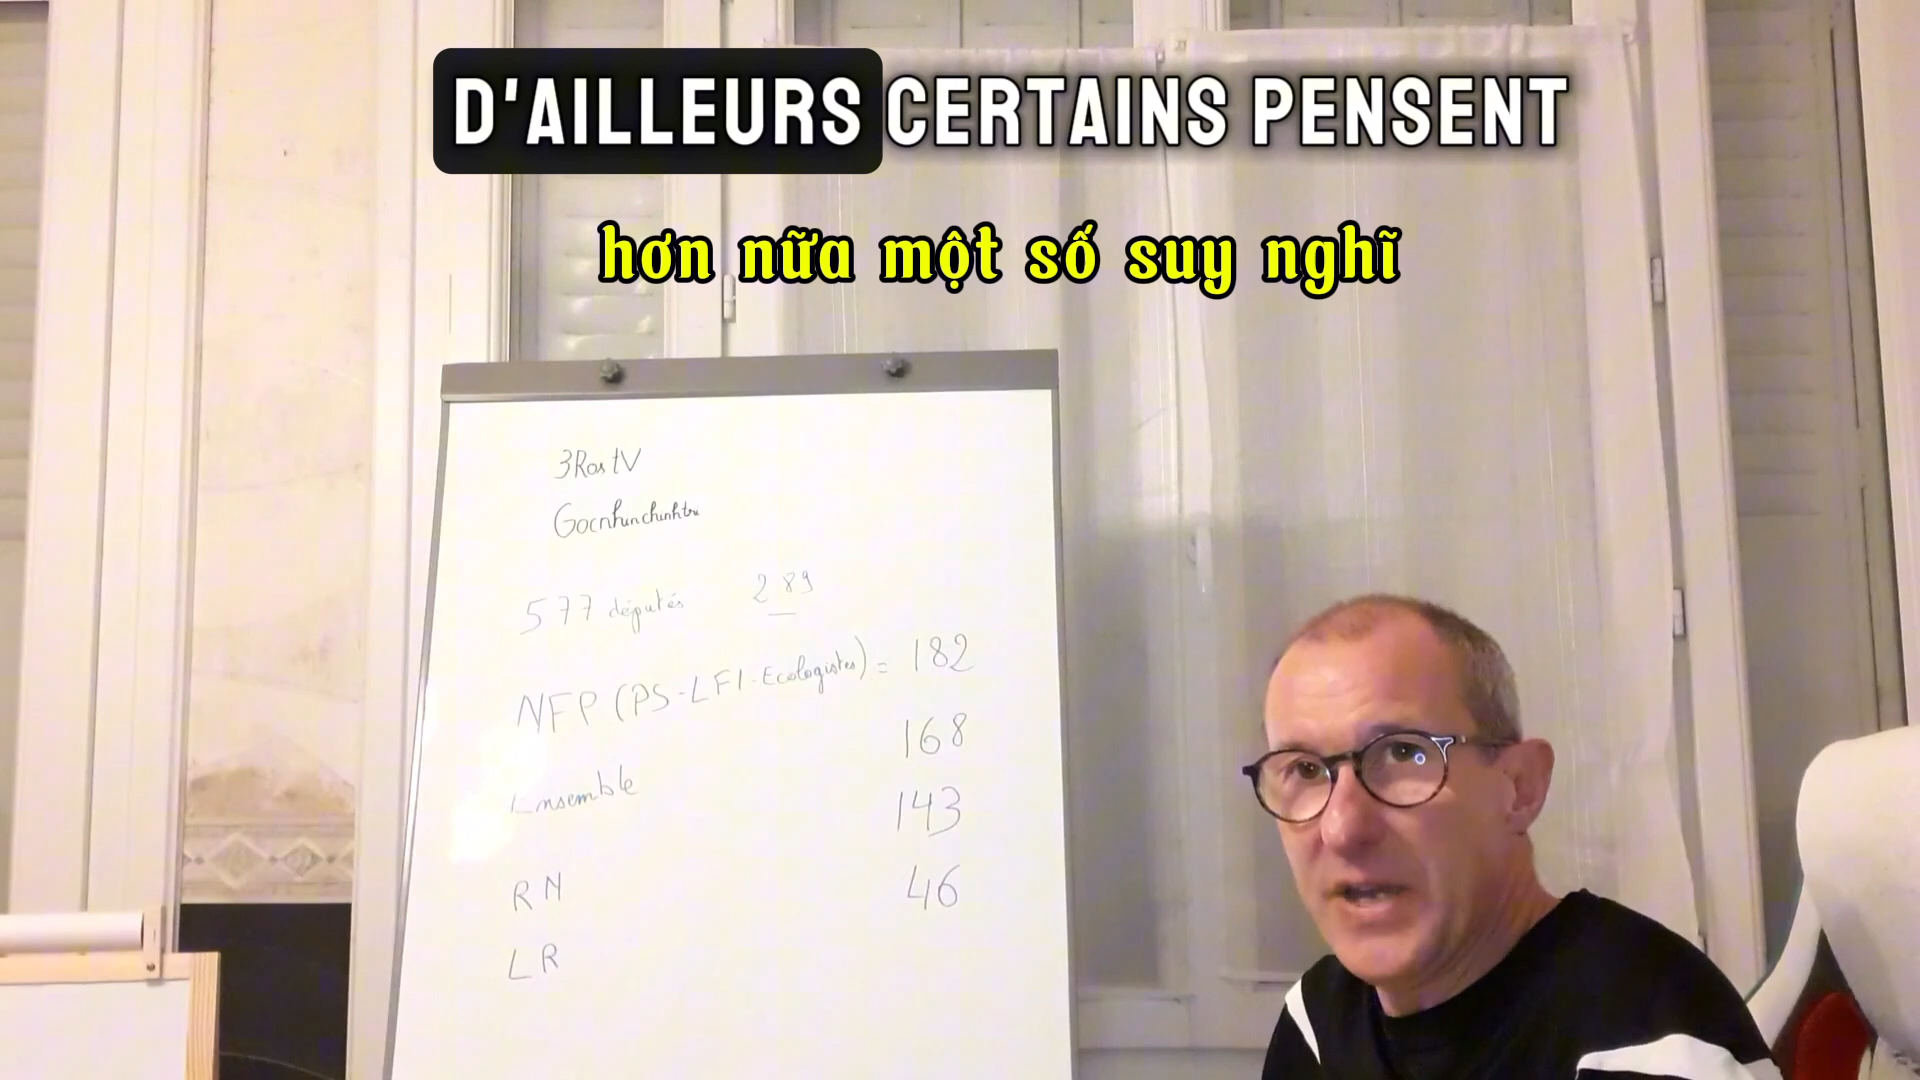 D'AILLEURS CERTAINS PENSENT
hơn nữa một số suy nghĩ
3Ros tV
Gocnhinchinhtri
577 députés 289
NFP (PS-LFI-Ecologistes) = 182
Ensemble 168
RN 143
LR 46